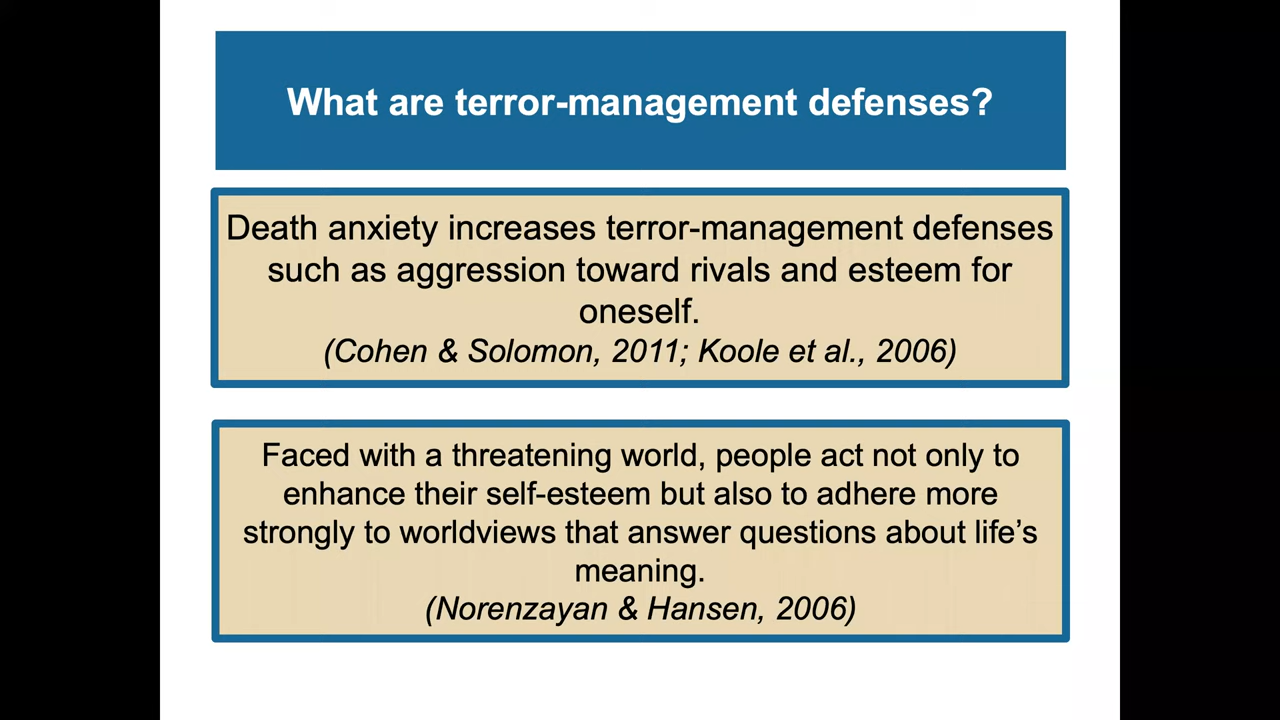 What are terror-management defenses?
Death anxiety increases terror-management defenses
such as aggression toward rivals and esteem for
oneself.
(Cohen & Solomon, 2011; Koole et al., 2006)
Faced with a threatening world, people act not only to
enhance their self-esteem but also to adhere more
strongly to worldviews that answer questions about life’s
meaning.
(Norenzayan & Hansen, 2006)